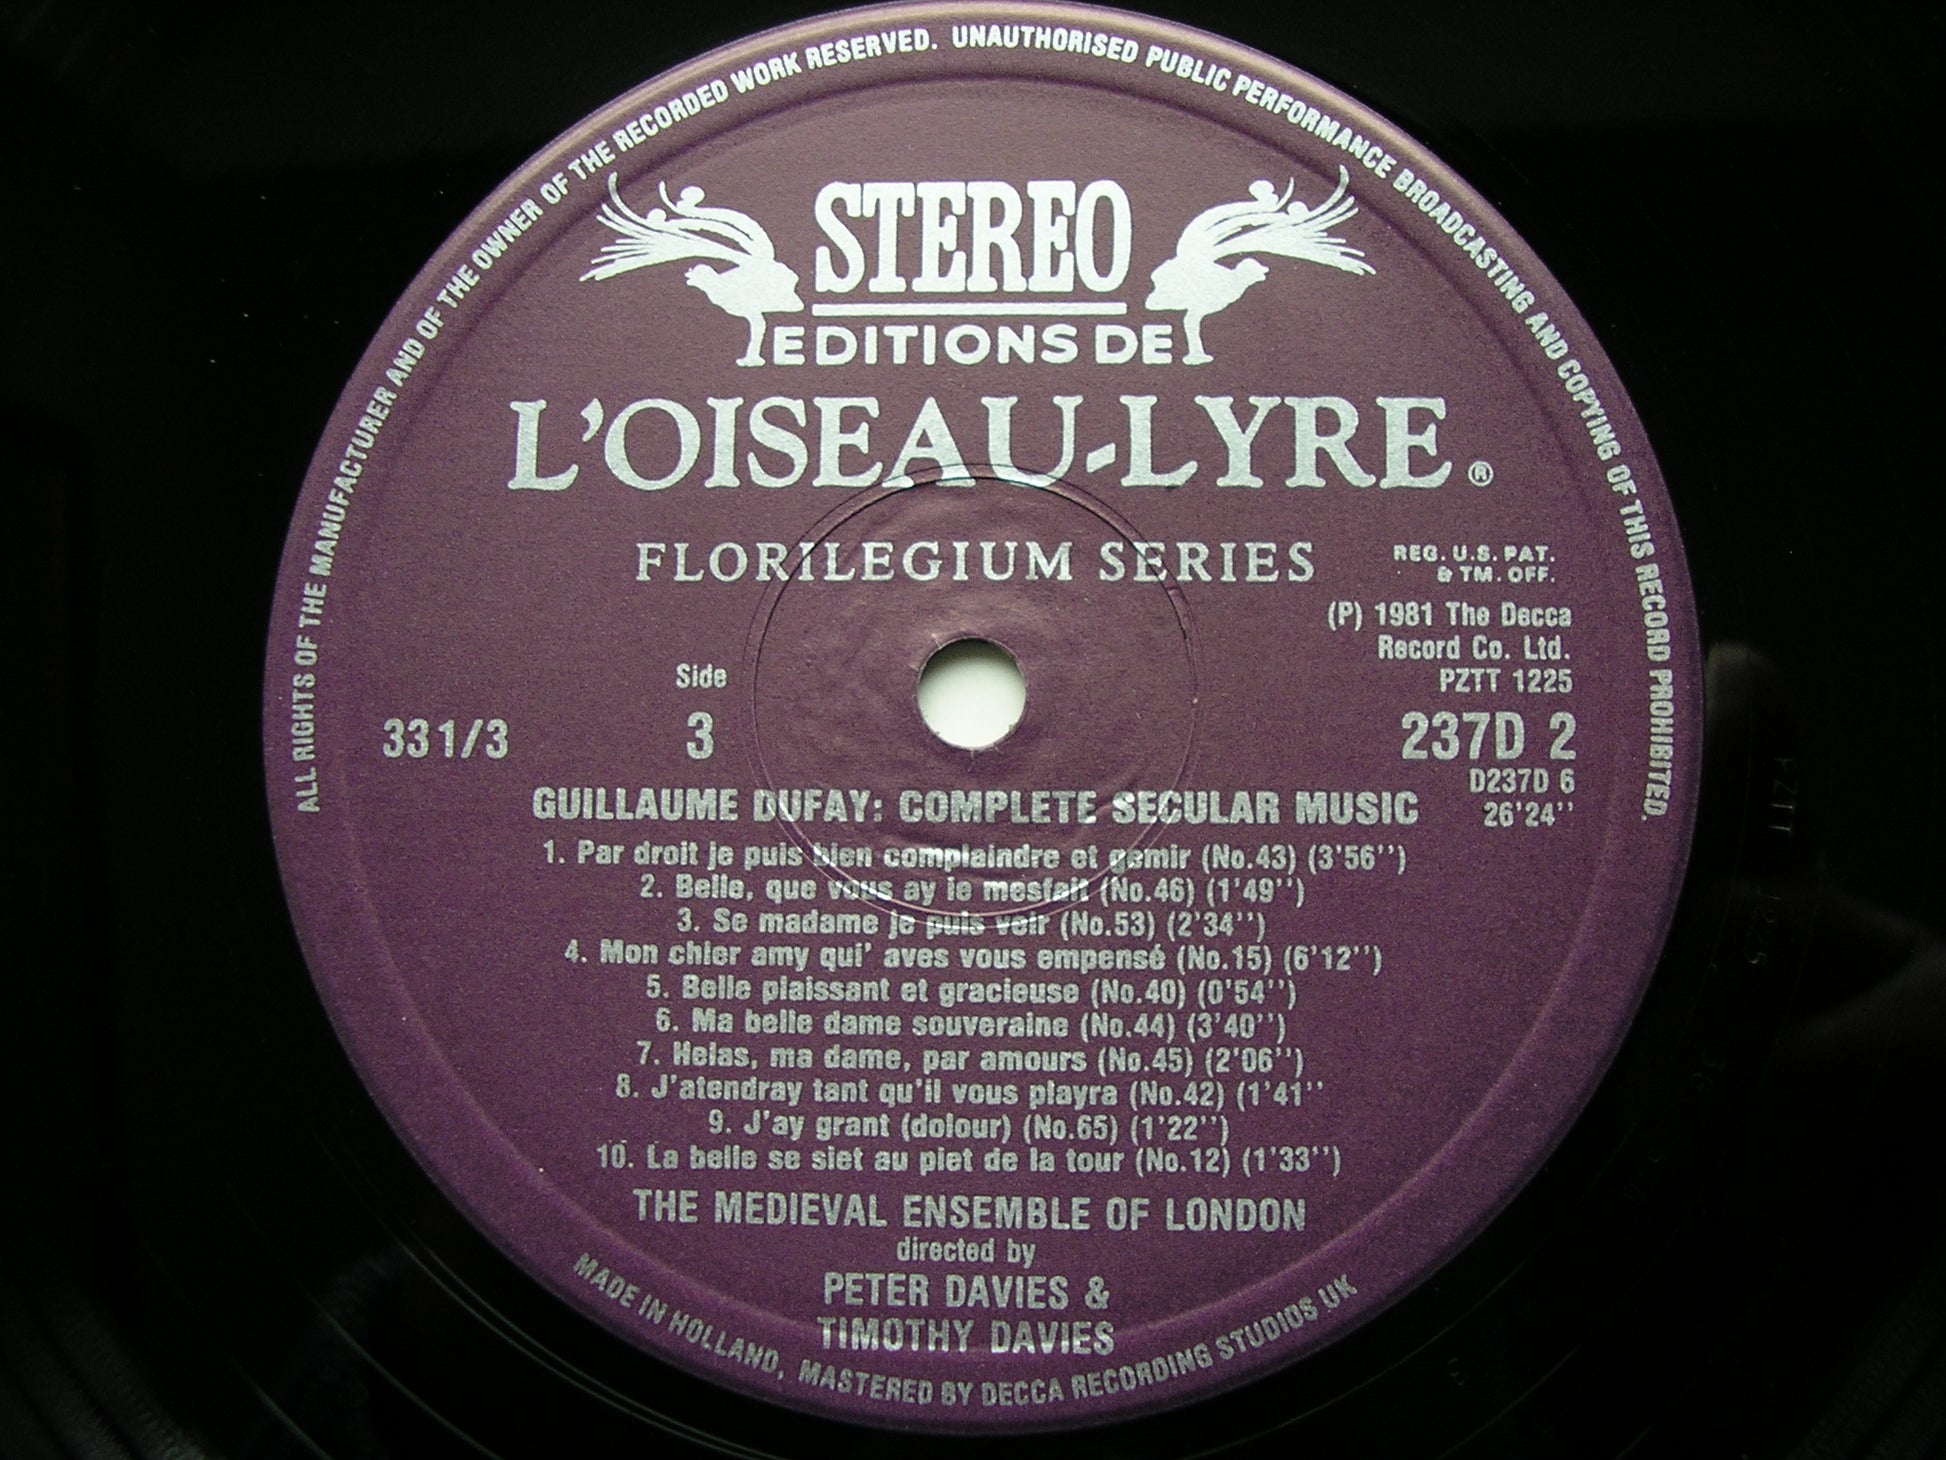 ALL RIGHTS OF THE MANUFACTURER AND OF THE OWNER OF THE RECORDED WORK RESERVED. UNAUTHORISED PUBLIC PERFORMANCE BROADCASTING AND COPYING OF THIS RECORD PROHIBITED.
STEREO
EDITIONS DE
L'OISEAU-LYRE ®
FLORILEGIUM SERIES
REG. U.S. PAT.
& TM. OFF.
(P) 1981 The Decca
Record Co. Ltd.
PZTT 1225
Side
3
33 1/3
237D 2
D237D 6
26'24''
GUILLAUME DUFAY: COMPLETE SECULAR MUSIC
1. Par droit je puis bien complaindre et gemir (No.43) (3'56'')
2. Belle, que vous ay ie mesfait (No.46) (1'49'')
3. Se madame je puis veir (No.53) (2'34'')
4. Mon chier amy qui' aves vous empensé (No.15) (6'12'')
5. Belle plaissant et gracieuse (No.40) (0'54'')
6. Ma belle dame souveraine (No.44) (3'40'')
7. Helas, ma dame, par amours (No.45) (2'06'')
8. J'atendray tant qu'il vous playra (No.42) (1'41''
9. J'ay grant (dolour) (No.65) (1'22'')
10. La belle se siet au piet de la tour (No.12) (1'33'')
THE MEDIEVAL ENSEMBLE OF LONDON
directed by
PETER DAVIES &
TIMOTHY DAVIES
MADE IN HOLLAND, MASTERED BY DECCA RECORDING STUDIOS UK
PZTT 1225